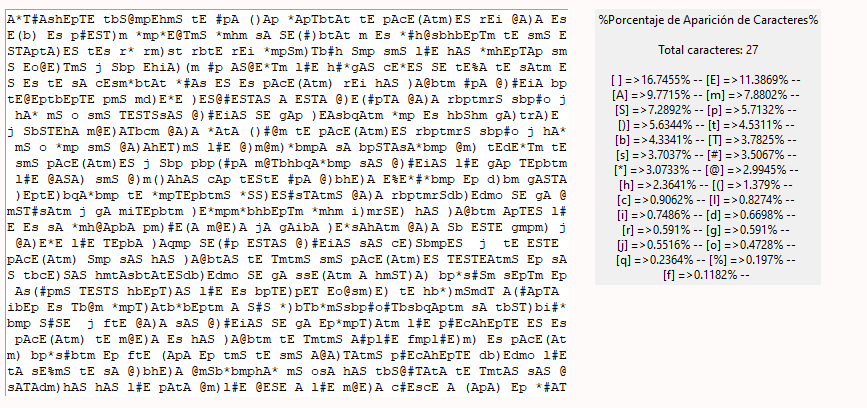 A*T#AshEpTE tbS@mpEhmS tE #pA ()Ap *ApTbtAt tE pAcE(Atm)ES rEi @A)A Es
E(b) Es p#EST)m *mp*E@TmS *mhm sA SE(#)btAt m Es *#h@sbhbEpTm tE smS E
STAptA)ES tEs r* rm)st rbtE rEi *mpSm)Tb#h Smp smS l#E hAS *mhEpTAp sm
S Eo@E)TmS j Sbp EhiA)(m #p AS@E*Tm l#E h#*gAS cE*ES SE tE%A tE sAtm E
S Es tE sA cEsm*btAt *#As ES Es pAcE(Atm) rEi hAS )A@btm #pA @)#EiA bp
tE@EptbEpTE pmS md)E*E )ES@#ESTAS A ESTA @)E(#pTA @A)A rbptmrS sbp#o j
hA* mS o smS TESTSsAS @)#EiAS SE gAp )EAsbqAtm *mp Es hbShm gA)trA)E
j SbSTEhA m@E)ATbcm @A)A *AtA ()#@m tE pAcE(Atm)ES rbptmrS sbp#o j hA*
mS o *mp smS @A)AhET)mS l#E @)m@m)*bmpA sA bpSTAsA*bmp @m) tEdE*Tm tE
smS pAcE(Atm)ES j Sbp pbp(#pA m@TbhbqA*bmp sAS @)#EiAS l#E gAp TEpbtm
l#E @ASA) smS @)m()AhAS cAp tEStE #pA @)bhE)A E%E*#*bmp Ep d)bm gASTA
)EptE)bqA*bmp tE *mpTEpbtmS *SS)ES#sTAtmS @A)A rbptmrSdb)Edmo SE gA @
mST#sAtm j gA miTEpbtm )E*mpm*bhbEpTm *mhm i)mrSE) hAS )A@btm ApTES l#
E Es sA *mh@ApbA pm)#E(A m@E)A jA gAibA )E*sAhAtm @A)A Sb ESTE gmpm) j
@A)E*E l#E TEpbA )Aqmp SE(#p ESTAS @)#EiAS sAS cE)SbmpES  j  tE ESTE
pAcE(Atm) Smp sAS hAS )A@btAS tE TmtmS smS pAcE(Atm)ES TESTEAtmS Ep sA
S tbcE)SAS hmtAsbtAtESdb)Edmo SE gA ssE(Atm A hmST)A) bp*s#Sm sEpTm Ep
As(#pmS TESTS hbEpT)AS l#E Es bpTE)pET Eo@sm)E) tE hb*)mSmdT A(#ApTA
ibEp Es Tb@m *mpT)Atb*bEptm A S#S *)bTb*mSsbp#o#TbsbqAptm sA tbST)bi#*
bmp S#SE  j ftE @A)A sAS @)#EiAS SE gA Ep*mpT)Atm l#E p#EcAhEpTE ES Es
pAcE(Atm) tE m@E)A Es hAS )A@btm tE TmtmS A#pl#E fmpl#E)m) Es pAcE(At
m) bp*s#btm Ep ftE (ApA Ep tmS tE smS A@A)TAtmS p#EcAhEpTE db)Edmo l#E
tA sE%mS tE sA @)bhE)A @mSb*bmphA* mS osA hAS tbS@#TAtA tE TmtAS sAS @
sATAdm)hAS hAS l#E pAtA @m)l#E @ESE A l#E m@E)A c#EscE A (ApA) Ep *#AT
%Porcentaje de Aparición de Caracteres%
Total caracteres: 27
[ ] =>16.7455% -- [E] =>11.3869% --
[A] =>9.7715% -- [m] =>7.8802% --
[S] =>7.2892% -- [p] =>5.7132% --
[)] =>5.6344% -- [t] =>4.5311% --
[b] =>4.3341% -- [T] =>3.7825% --
[s] =>3.7037% -- [#] =>3.5067% --
[*] =>3.0733% -- [@] =>2.9945% --
[h] =>2.3641% -- [(] =>1.379% --
[c] =>0.9062% -- [l] =>0.8274% --
[i] =>0.7486% -- [d] =>0.6698% --
[r] =>0.591% -- [g] =>0.591% --
[j] =>0.5516% -- [o] =>0.4728% --
[q] =>0.2364% -- [%] =>0.197% --
[f] =>0.1182% --